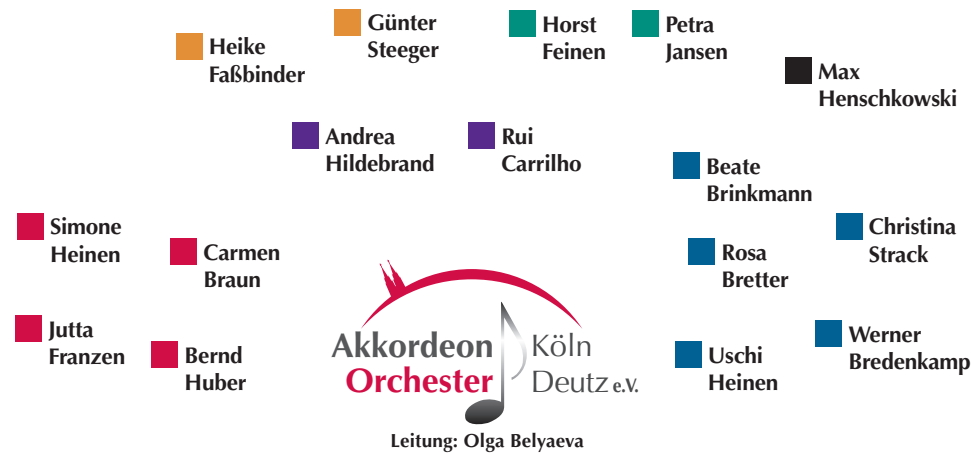 Heike
Faßbinder
Günter
Steeger
Horst
Feinen
Petra
Jansen
Max
Henschkowski
Andrea
Hildebrand
Rui
Carrilho
Beate
Brinkmann
Simone
Heinen
Carmen
Braun
Rosa
Bretter
Christina
Strack
Jutta
Franzen
Bernd
Huber
Akkordeon Köln
Orchester Deutz e.V.
Uschi
Heinen
Werner
Bredenkamp
Leitung: Olga Belyaeva